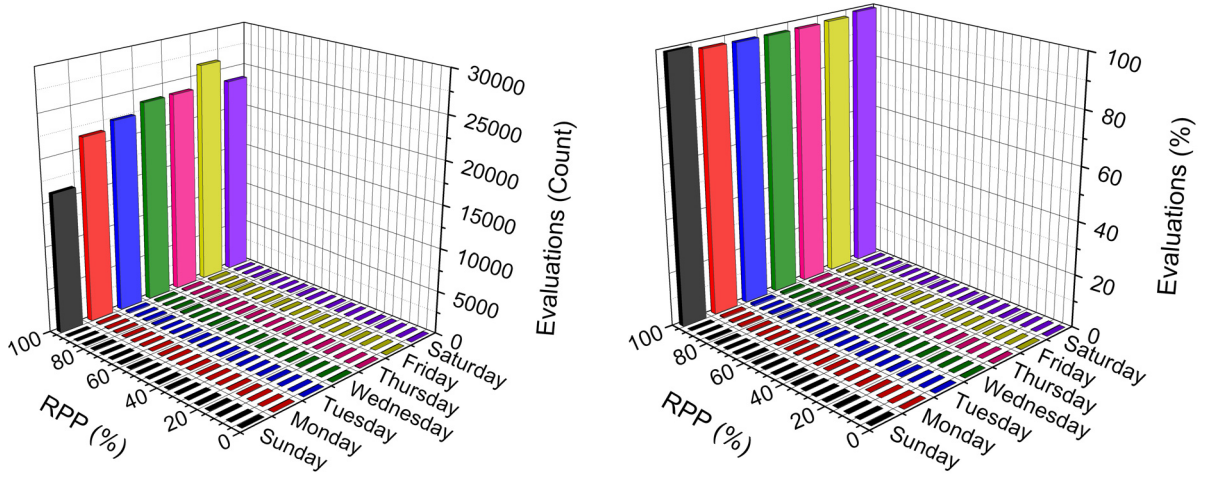 30000
25000
20000
15000
10000
5000
0
Evaluations (Count)
100
80
60
40
20
0
RPP (%)
Saturday
Friday
Thursday
Wednesday
Tuesday
Monday
Sunday
100
80
60
40
20
0
Evaluations (%)
100
80
60
40
20
0
RPP (%)
Saturday
Friday
Thursday
Wednesday
Tuesday
Monday
Sunday